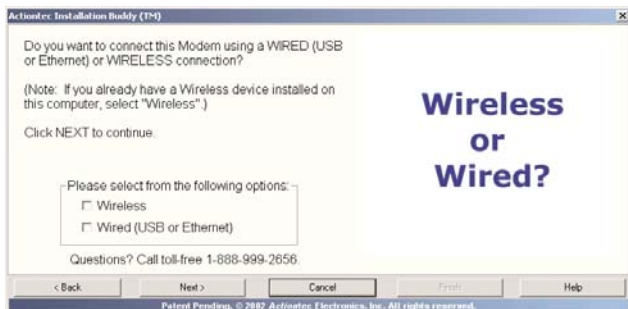 Actiontec Installation Buddy (TM)
Do you want to connect this Modem using a WIRED (USB
or Ethernet) or WIRELESS connection?
(Note: If you already have a Wireless device installed on
this computer, select "Wireless".)
Click NEXT to continue.
Wireless
or
Wired?
Please select from the following options:
Wireless
Wired (USB or Ethernet)
Questions? Call toll-free 1-888-999-2656.
< Back
Next >
Cancel
Finish
Help
Patent Pending, © 2002 Actiontec Electronics, Inc. All rights reserved.